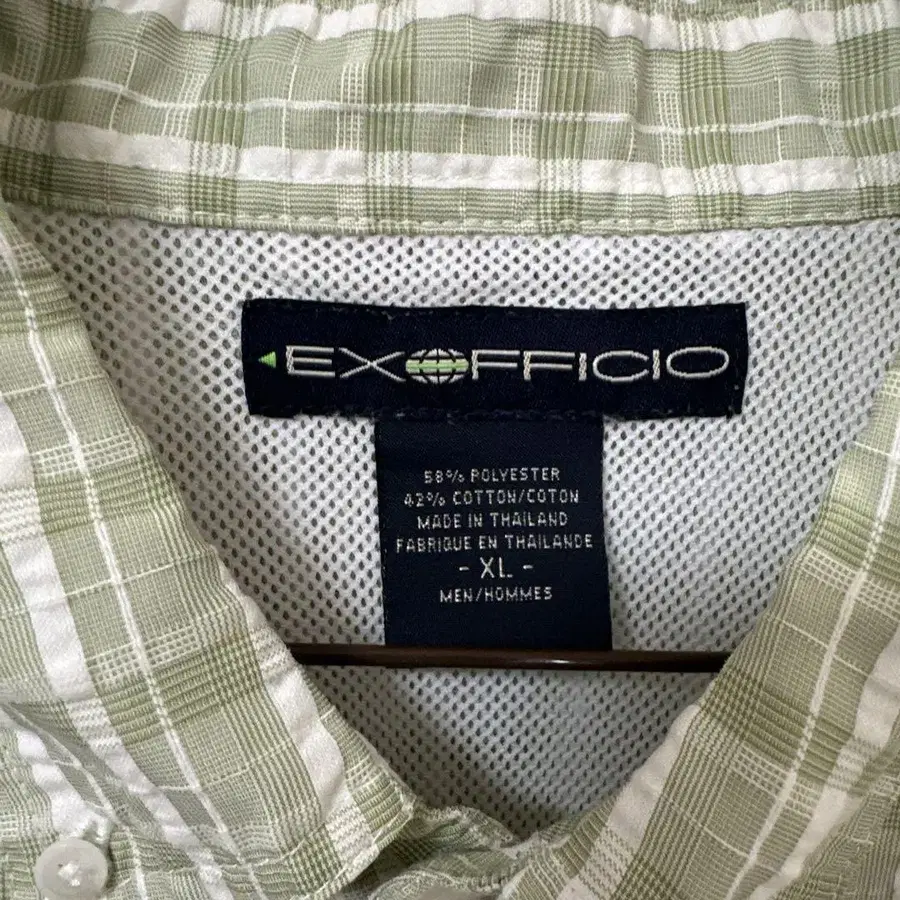 EXOFFICIO
58% POLYESTER
42% COTTON/COTON
MADE IN THAILAND
FABRIQUE EN THAILANDE
- XL -
MEN/HOMMES